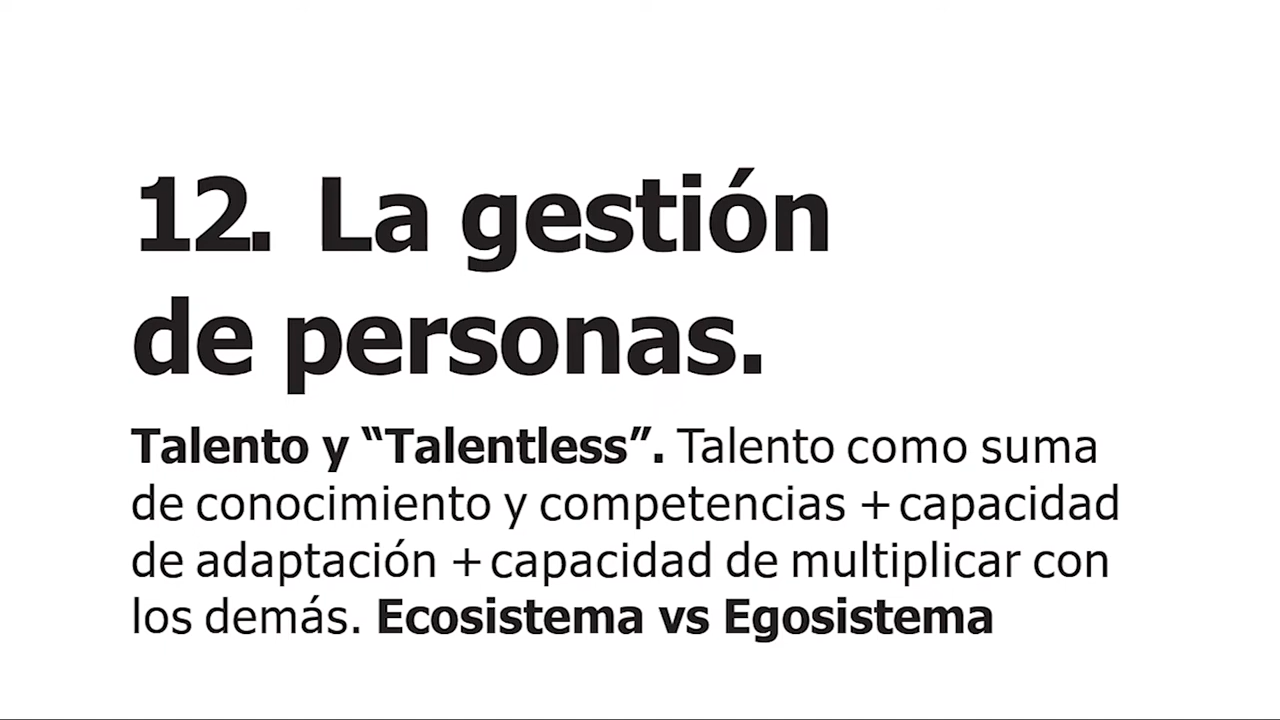 12. La gestión
de personas.
Talento y “Talentless”. Talento como suma
de conocimiento y competencias + capacidad
de adaptación + capacidad de multiplicar con
los demás. Ecosistema vs Egosistema